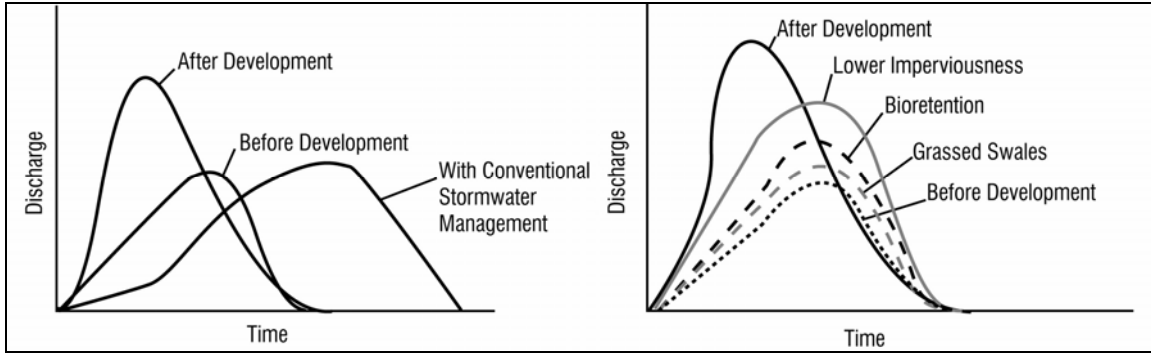 After Development
Before Development
With Conventional
Stormwater
Management
Discharge
Time
After Development
Lower Imperviousness
Bioretention
Grassed Swales
Before Development
Discharge
Time